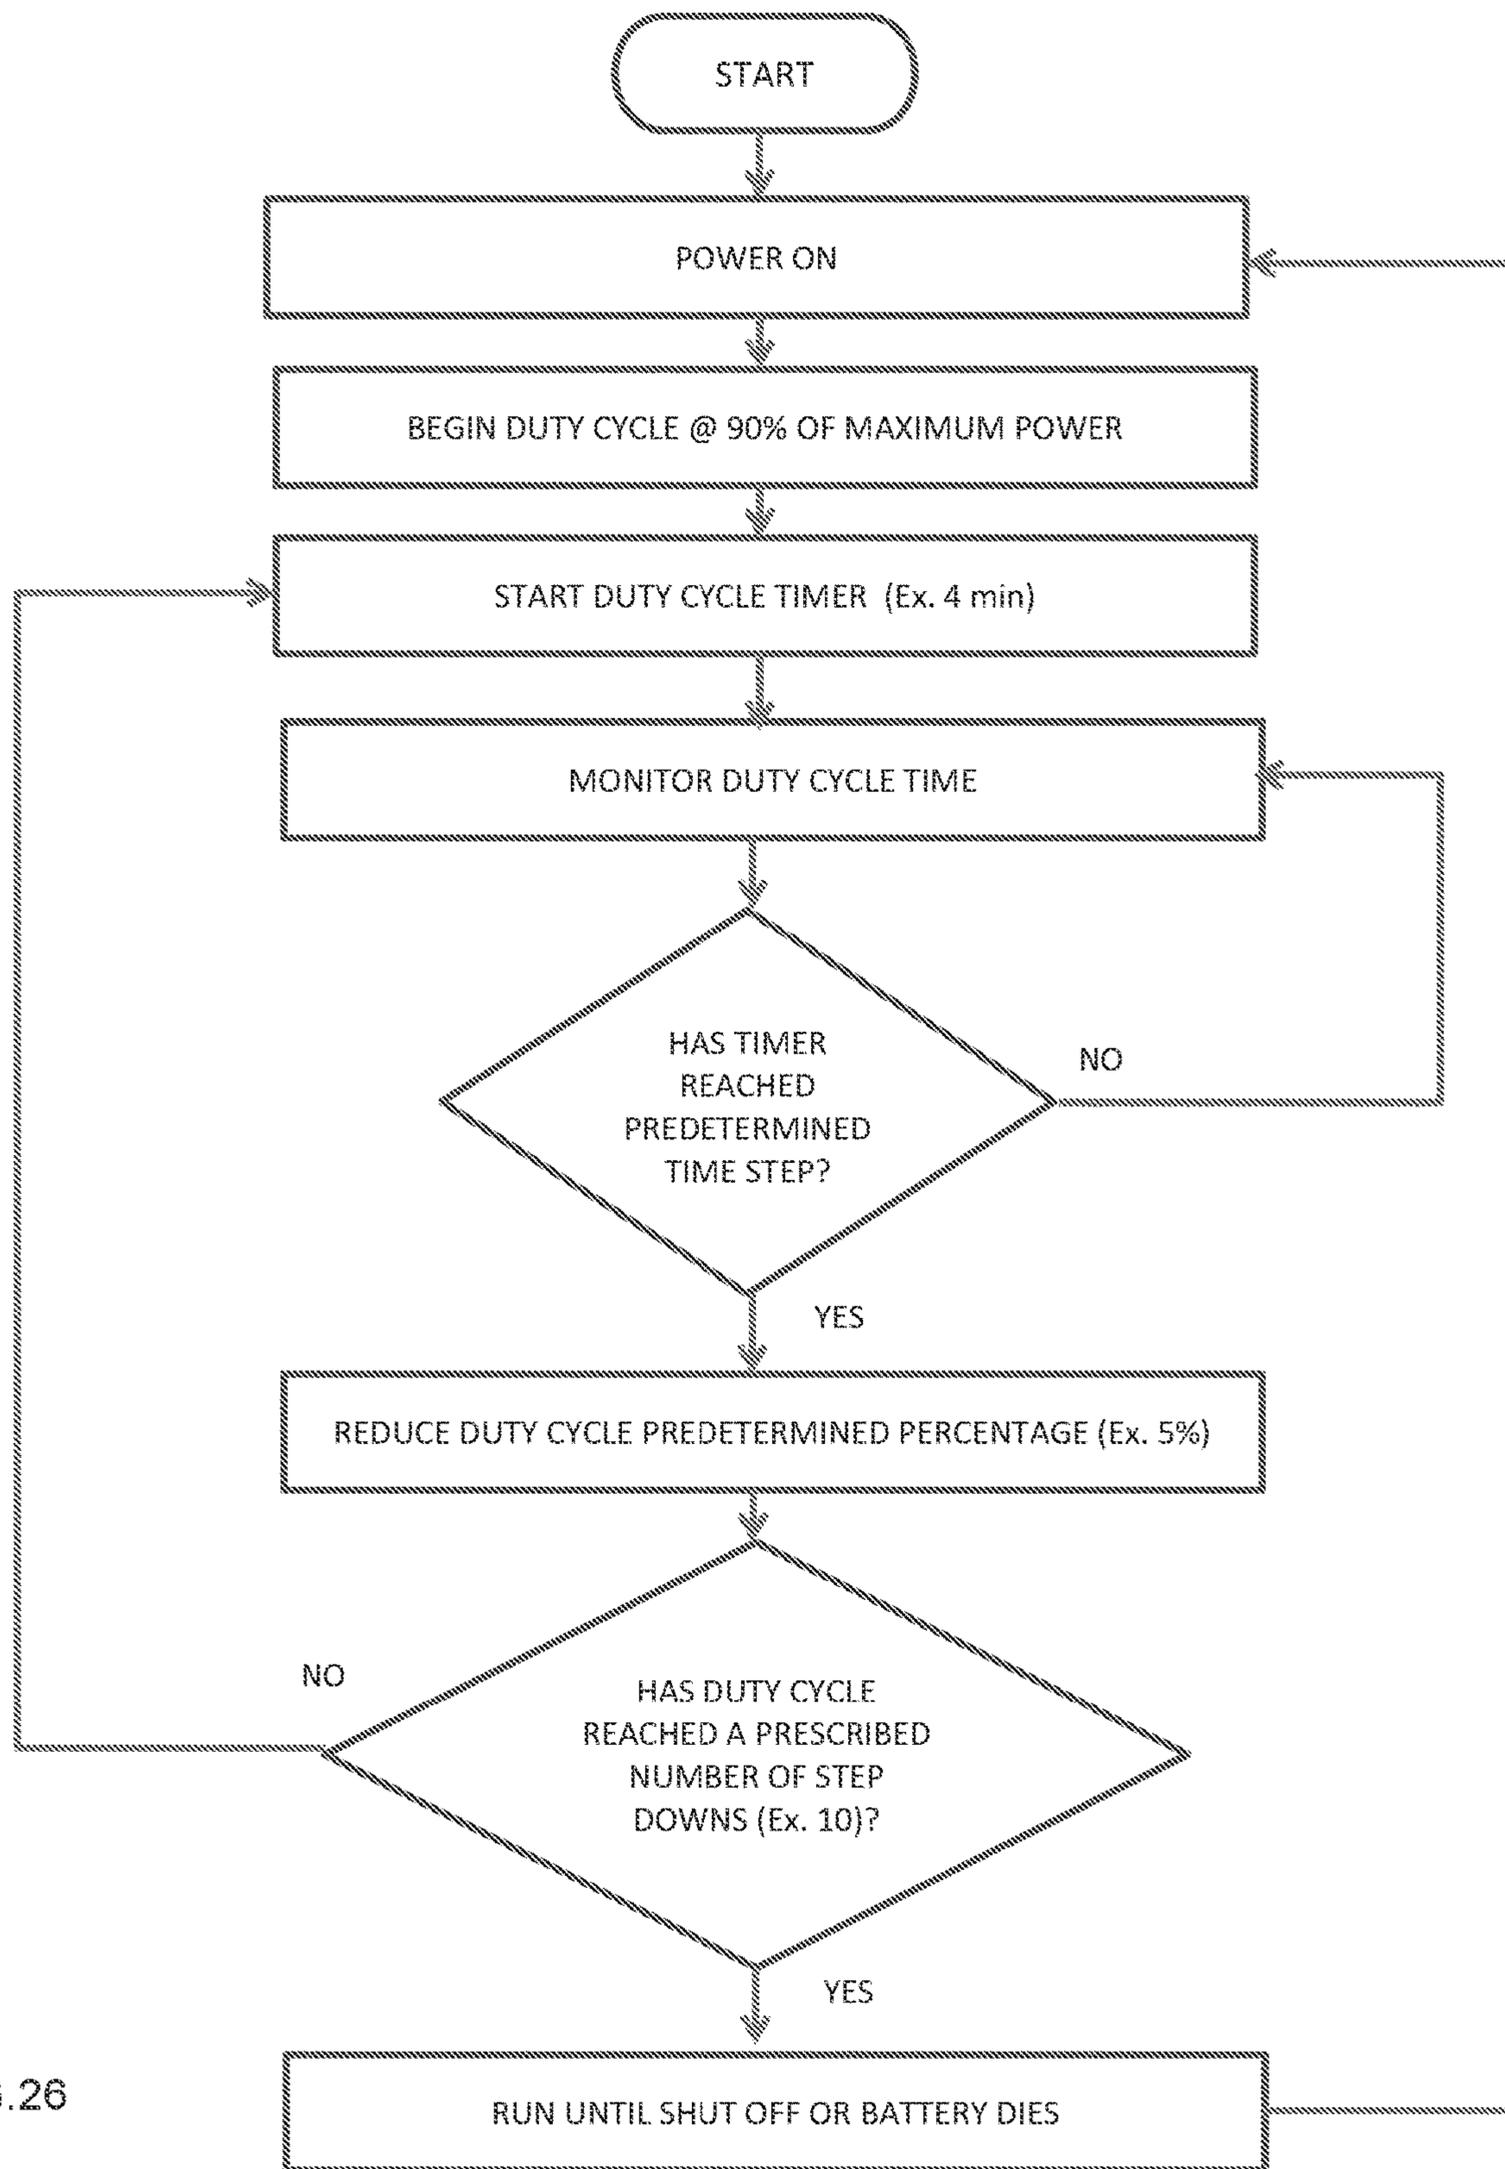 START
POWER ON
BEGIN DUTY CYCLE @ 90% OF MAXIMUM POWER
START DUTY CYCLE TIMER (Ex. 4 min)
MONITOR DUTY CYCLE TIME
HAS TIMER
REACHED
PREDETERMINED
TIME STEP?
NO
YES
REDUCE DUTY CYCLE PREDETERMINED PERCENTAGE (Ex. 5%)
NO
HAS DUTY CYCLE
REACHED A PRESCRIBED
NUMBER OF STEP
DOWNS (Ex. 10)?
YES
.26
RUN UNTIL SHUT OFF OR BATTERY DIES